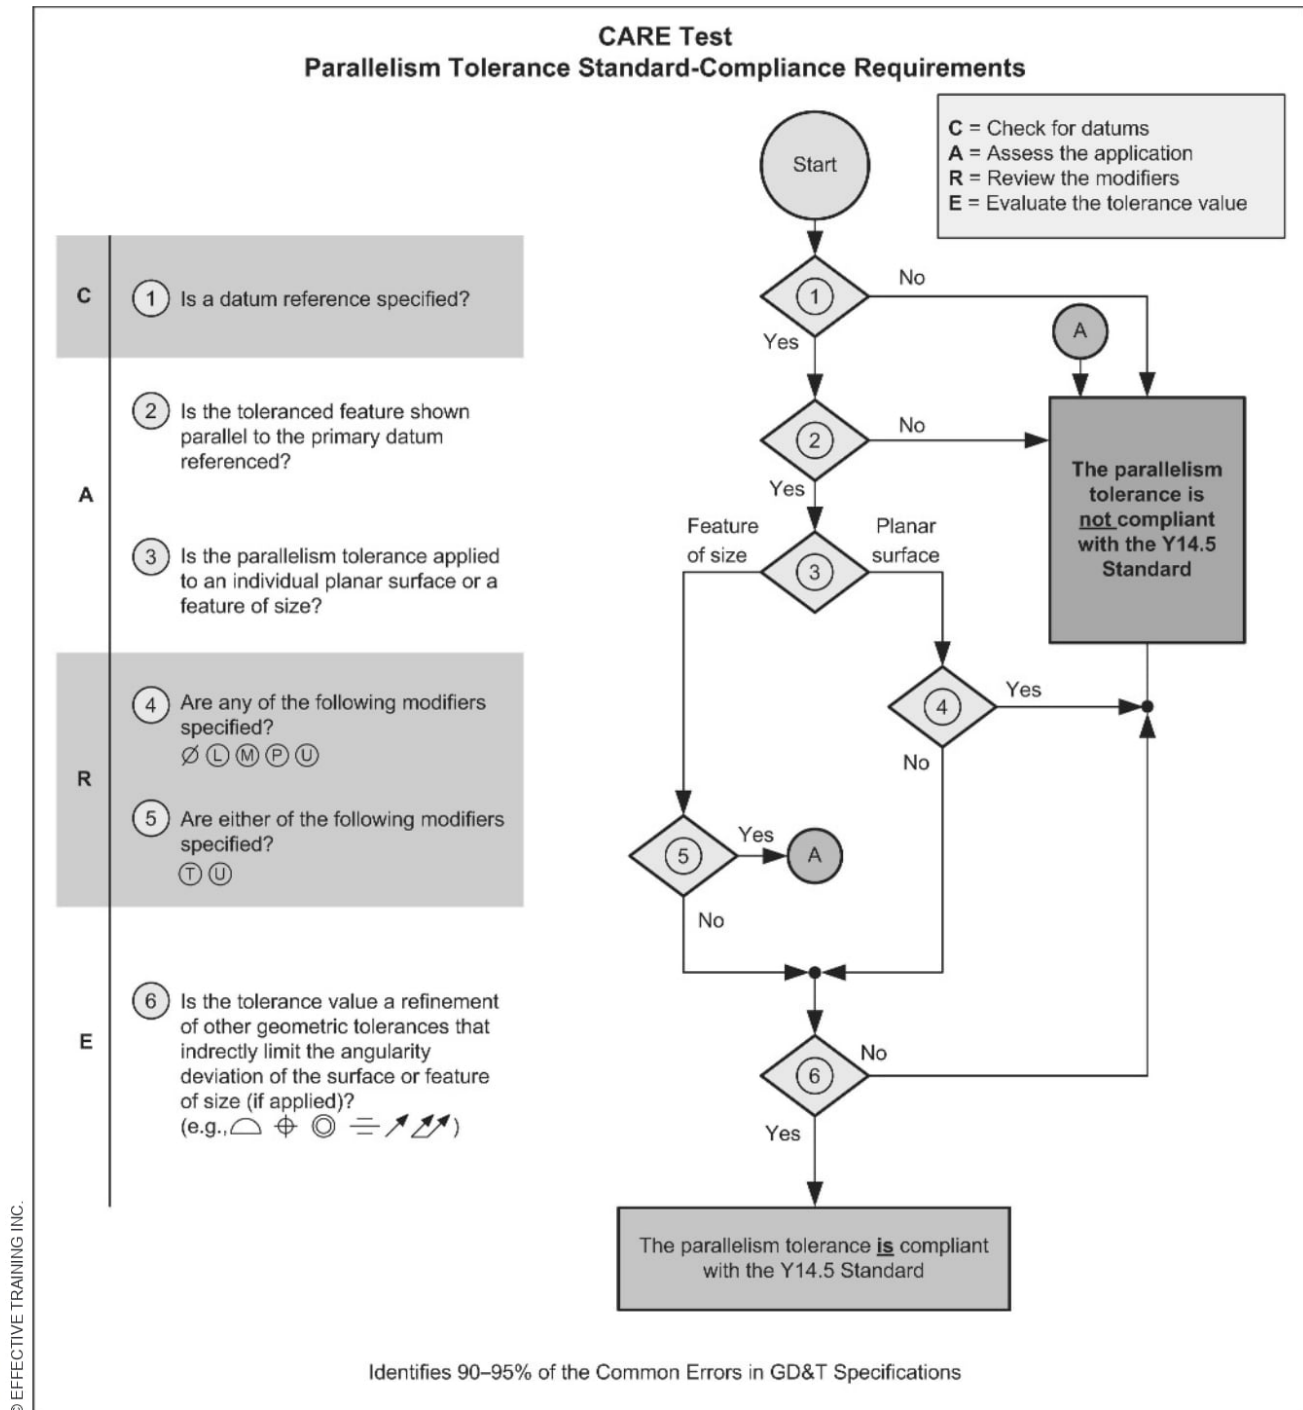 CARE Test
Parallelism Tolerance Standard-Compliance Requirements
C = Check for datums
A = Assess the application
R = Review the modifiers
E = Evaluate the tolerance value
C
1 Is a datum reference specified?
A
2 Is the toleranced feature shown
parallel to the primary datum
referenced?
3 Is the parallelism tolerance applied
to an individual planar surface or a
feature of size?
R
4 Are any of the following modifiers
specified?
⌀ Ⓛ Ⓜ Ⓟ Ⓤ
5 Are either of the following modifiers
specified?
Ⓣ Ⓤ
E
6 Is the tolerance value a refinement
of other geometric tolerances that
indirectly limit the angularity
deviation of the surface or feature
of size (if applied)?
(e.g., ⌓ ⌖ ◎ ⌯ ↗ ⌰)
Start
1
No
Yes
A
2
No
Yes
The parallelism
tolerance is
not compliant
with the Y14.5
Standard
Feature
of size
Planar
surface
3
4
Yes
No
5
Yes
A
No
6
No
Yes
The parallelism tolerance is compliant
with the Y14.5 Standard
Identifies 90–95% of the Common Errors in GD&T Specifications
© EFFECTIVE TRAINING INC.